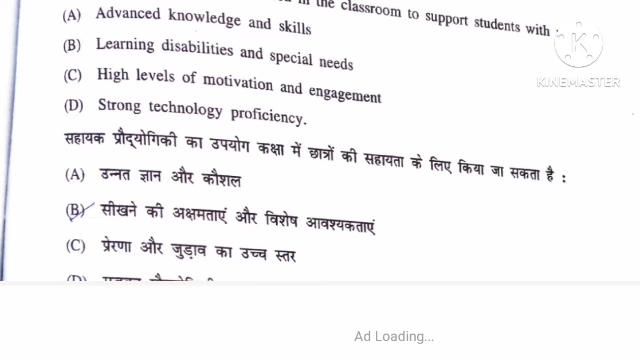 in the classroom to support students with :
(A) Advanced knowledge and skills
(B) Learning disabilities and special needs
(C) High levels of motivation and engagement
(D) Strong technology proficiency.
सहायक प्रौद्योगिकी का उपयोग कक्षा में छात्रों की सहायता के लिए किया जा सकता है :
(A) उन्नत ज्ञान और कौशल
(B) सीखने की अक्षमताएं और विशेष आवश्यकताएं
(C) प्रेरणा और जुड़ाव का उच्च स्तर
(D)
K
KINEMASTER
Ad Loading...